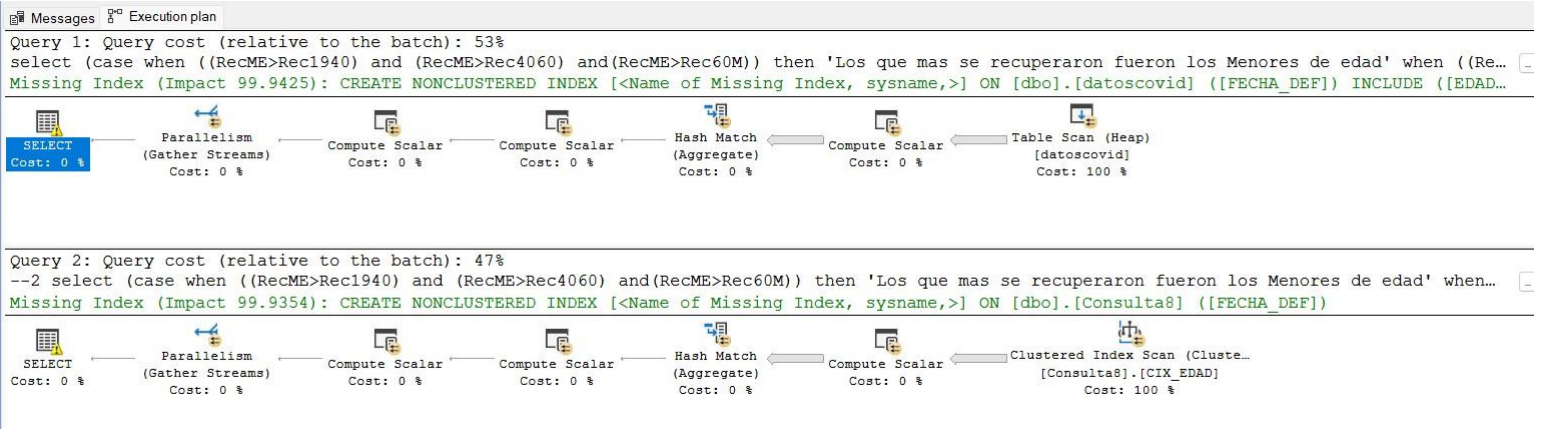 Messages Execution plan
Query 1: Query cost (relative to the batch): 53%
select (case when ((RecME>Rec1940) and (RecME>Rec4060) and(RecME>Rec60M)) then 'Los que mas se recuperaron fueron los Menores de edad' when ((Re…
Missing Index (Impact 99.9425): CREATE NONCLUSTERED INDEX [<Name of Missing Index, sysname,>] ON [dbo].[datoscovid] ([FECHA_DEF]) INCLUDE ([EDAD…
SELECT
Cost: 0 %
Parallelism
(Gather Streams)
Cost: 0 %
Compute Scalar
Cost: 0 %
Compute Scalar
Cost: 0 %
Hash Match
(Aggregate)
Cost: 0 %
Compute Scalar
Cost: 0 %
Table Scan (Heap)
[datoscovid]
Cost: 100 %
Query 2: Query cost (relative to the batch): 47%
--2 select (case when ((RecME>Rec1940) and (RecME>Rec4060) and(RecME>Rec60M)) then 'Los que mas se recuperaron fueron los Menores de edad' when…
Missing Index (Impact 99.9354): CREATE NONCLUSTERED INDEX [<Name of Missing Index, sysname,>] ON [dbo].[Consulta8] ([FECHA_DEF])
SELECT
Cost: 0 %
Parallelism
(Gather Streams)
Cost: 0 %
Compute Scalar
Cost: 0 %
Compute Scalar
Cost: 0 %
Hash Match
(Aggregate)
Cost: 0 %
Compute Scalar
Cost: 0 %
Clustered Index Scan (Cluste…
[Consulta8].[CIX_EDAD]
Cost: 100 %